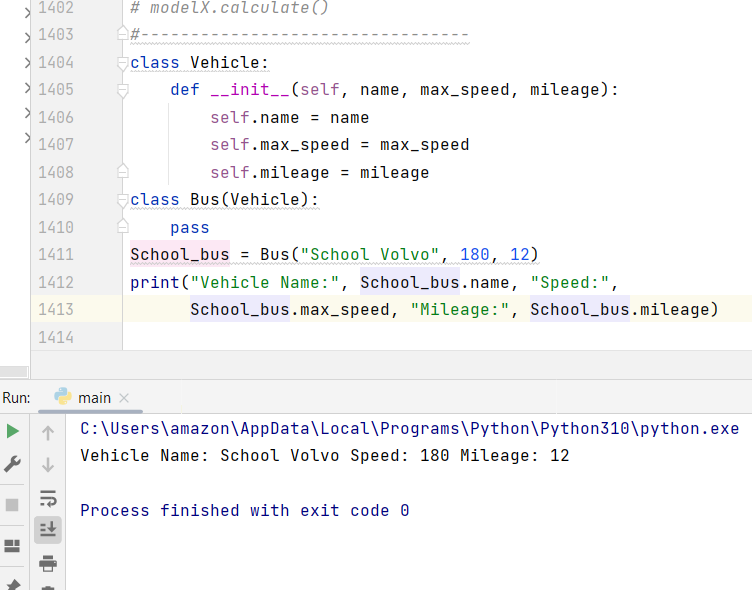 1402 # modelX.calculate()
1403 #---------------------------------
1404 class Vehicle:
1405     def __init__(self, name, max_speed, mileage):
1406         self.name = name
1407         self.max_speed = max_speed
1408         self.mileage = mileage
1409 class Bus(Vehicle):
1410     pass
1411 School_bus = Bus("School Volvo", 180, 12)
1412 print("Vehicle Name:", School_bus.name, "Speed:",
1413       School_bus.max_speed, "Mileage:", School_bus.mileage)
1414
Run: main
C:\Users\amazon\AppData\Local\Programs\Python\Python310\python.exe
Vehicle Name: School Volvo Speed: 180 Mileage: 12
Process finished with exit code 0